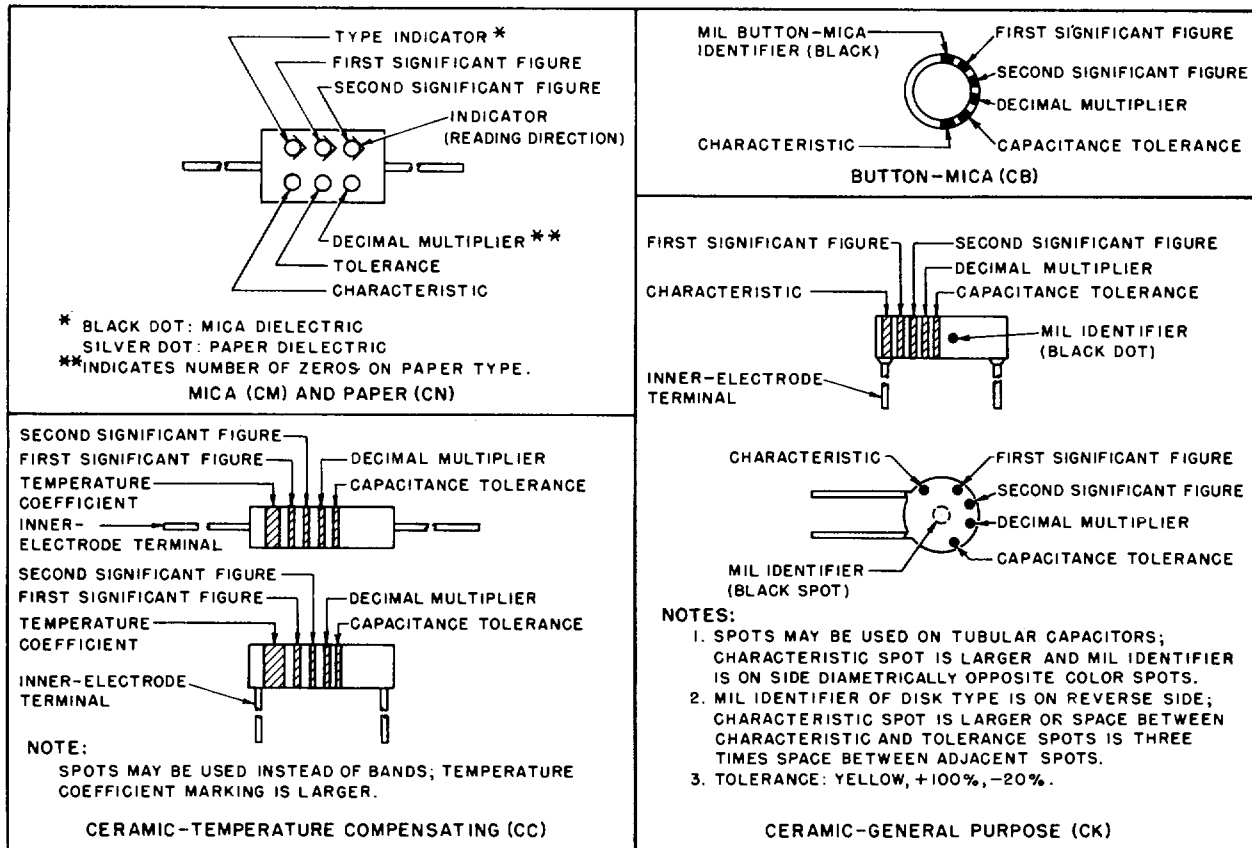 TYPE INDICATOR *
FIRST SIGNIFICANT FIGURE
SECOND SIGNIFICANT FIGURE
INDICATOR
(READING DIRECTION)
DECIMAL MULTIPLIER **
TOLERANCE
CHARACTERISTIC
* BLACK DOT: MICA DIELECTRIC
SILVER DOT: PAPER DIELECTRIC
**INDICATES NUMBER OF ZEROS ON PAPER TYPE.
MICA (CM) AND PAPER (CN)
MIL BUTTON-MICA
IDENTIFIER (BLACK)
FIRST SIGNIFICANT FIGURE
SECOND SIGNIFICANT FIGURE
DECIMAL MULTIPLIER
CHARACTERISTIC
CAPACITANCE TOLERANCE
BUTTON-MICA (CB)
SECOND SIGNIFICANT FIGURE
FIRST SIGNIFICANT FIGURE
DECIMAL MULTIPLIER
TEMPERATURE
COEFFICIENT
CAPACITANCE TOLERANCE
INNER-
ELECTRODE TERMINAL
SECOND SIGNIFICANT FIGURE
FIRST SIGNIFICANT FIGURE
DECIMAL MULTIPLIER
TEMPERATURE
COEFFICIENT
CAPACITANCE TOLERANCE
INNER-ELECTRODE
TERMINAL
NOTE:
SPOTS MAY BE USED INSTEAD OF BANDS; TEMPERATURE
COEFFICIENT MARKING IS LARGER.
CERAMIC-TEMPERATURE COMPENSATING (CC)
FIRST SIGNIFICANT FIGURE
SECOND SIGNIFICANT FIGURE
DECIMAL MULTIPLIER
CHARACTERISTIC
CAPACITANCE TOLERANCE
MIL IDENTIFIER
(BLACK DOT)
INNER-ELECTRODE
TERMINAL
CHARACTERISTIC
FIRST SIGNIFICANT FIGURE
SECOND SIGNIFICANT FIGURE
DECIMAL MULTIPLIER
CAPACITANCE TOLERANCE
MIL IDENTIFIER
(BLACK SPOT)
NOTES:
1. SPOTS MAY BE USED ON TUBULAR CAPACITORS;
CHARACTERISTIC SPOT IS LARGER AND MIL IDENTIFIER
IS ON SIDE DIAMETRICALLY OPPOSITE COLOR SPOTS.
2. MIL IDENTIFIER OF DISK TYPE IS ON REVERSE SIDE;
CHARACTERISTIC SPOT IS LARGER OR SPACE BETWEEN
CHARACTERISTIC AND TOLERANCE SPOTS IS THREE
TIMES SPACE BETWEEN ADJACENT SPOTS.
3. TOLERANCE: YELLOW, +100%, -20%.
CERAMIC-GENERAL PURPOSE (CK)